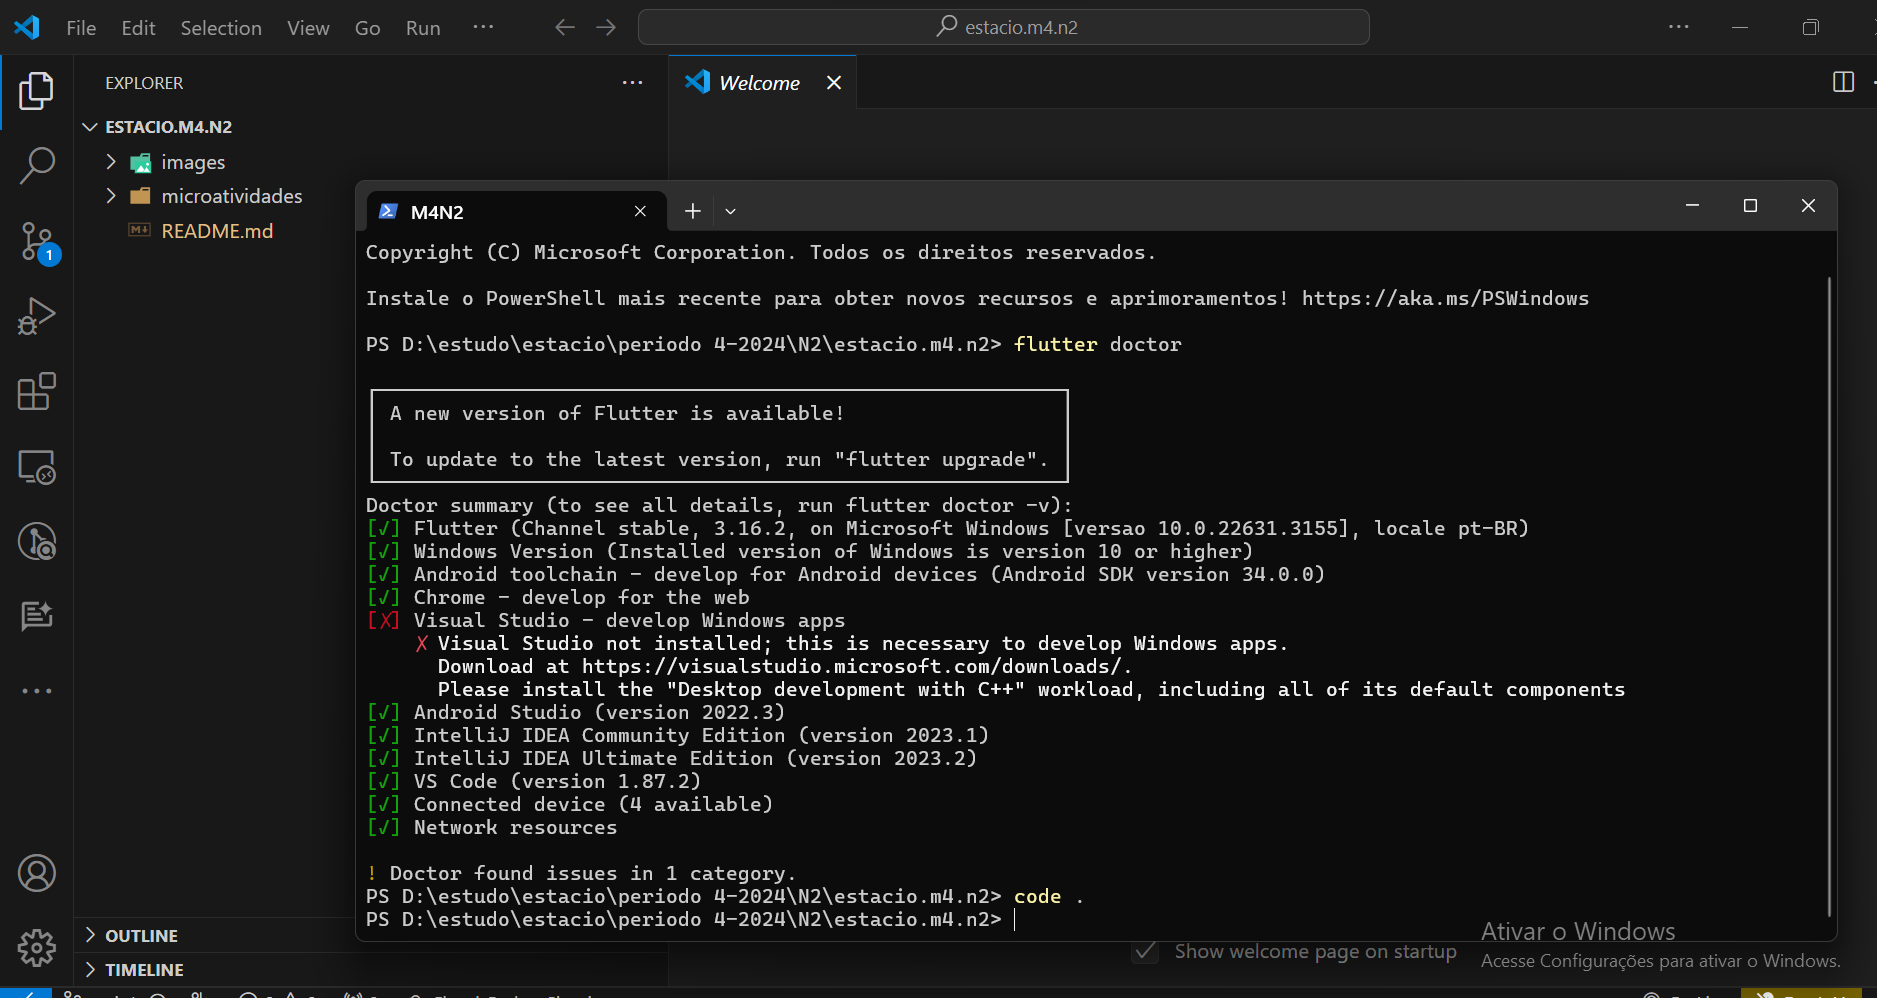 File Edit Selection View Go Run ···
estacio.m4.n2
EXPLORER
Welcome
ESTACIO.M4.N2
images
microatividades
README.md
1
M4N2
Copyright (C) Microsoft Corporation. Todos os direitos reservados.
Instale o PowerShell mais recente para obter novos recursos e aprimoramentos! https://aka.ms/PSWindows
PS D:\estudo\estacio\periodo 4-2024\N2\estacio.m4.n2> flutter doctor
A new version of Flutter is available!
To update to the latest version, run "flutter upgrade".
Doctor summary (to see all details, run flutter doctor -v):
[√] Flutter (Channel stable, 3.16.2, on Microsoft Windows [versao 10.0.22631.3155], locale pt-BR)
[√] Windows Version (Installed version of Windows is version 10 or higher)
[√] Android toolchain - develop for Android devices (Android SDK version 34.0.0)
[√] Chrome - develop for the web
[X] Visual Studio - develop Windows apps
X Visual Studio not installed; this is necessary to develop Windows apps.
Download at https://visualstudio.microsoft.com/downloads/.
Please install the "Desktop development with C++" workload, including all of its default components
[√] Android Studio (version 2022.3)
[√] IntelliJ IDEA Community Edition (version 2023.1)
[√] IntelliJ IDEA Ultimate Edition (version 2023.2)
[√] VS Code (version 1.87.2)
[√] Connected device (4 available)
[√] Network resources
! Doctor found issues in 1 category.
PS D:\estudo\estacio\periodo 4-2024\N2\estacio.m4.n2> code .
PS D:\estudo\estacio\periodo 4-2024\N2\estacio.m4.n2>
OUTLINE
TIMELINE
Show welcome page on startup
Ativar o Windows
Acesse Configurações para ativar o Windows.